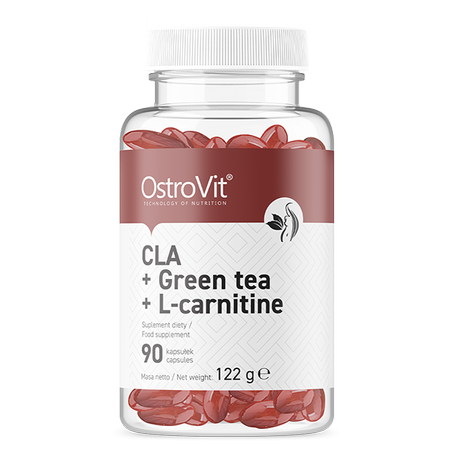 OstroVit®
TECHNOLOGY OF NUTRITION
CLA
+ Green tea
+ L-carnitine
Suplement diety /
Food supplement
90 kapsułek
capsules
Masa netto / Net weight: 122 g ℮